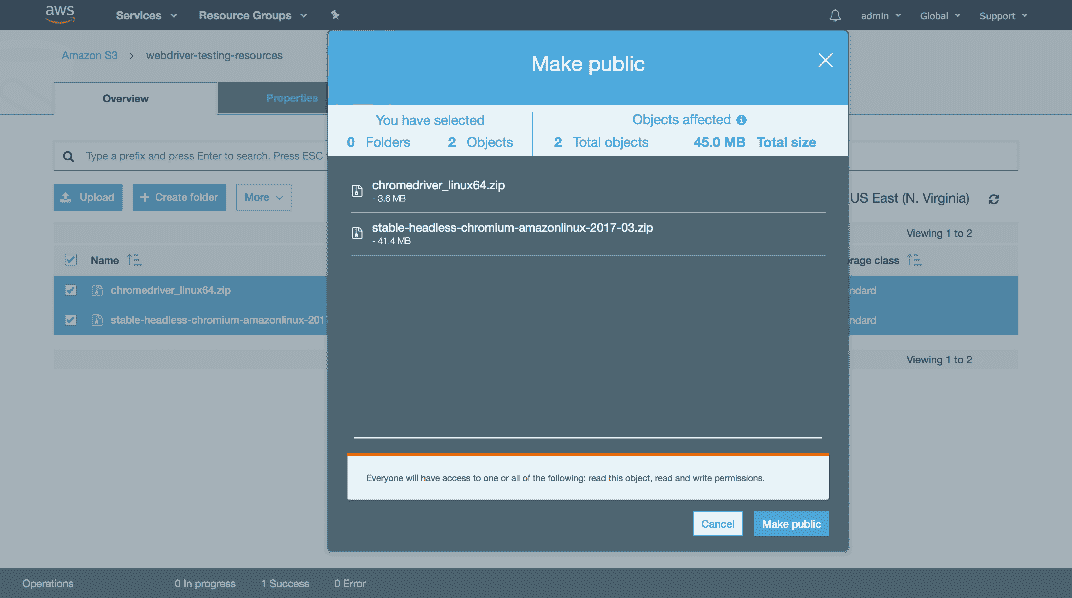 aws Services Resource Groups admin Global Support
Amazon S3 > webdriver-testing-resources
Make public
Overview Properties
You have selected Objects affected
0 Folders 2 Objects 2 Total objects 45.0 MB Total size
Type a prefix and press Enter to search. Press ESC
chromedriver_linux64.zip
- 3.6 MB
Upload + Create folder More US East (N. Virginia)
stable-headless-chromium-amazonlinux-2017-03.zip
- 41.4 MB
Viewing 1 to 2
Name rage class
chromedriver_linux64.zip ndard
stable-headless-chromium-amazonlinux-2017 ndard
Viewing 1 to 2
Everyone will have access to one or all of the following: read this object, read and write permissions.
Cancel Make public
Operations 0 In progress 1 Success 0 Error